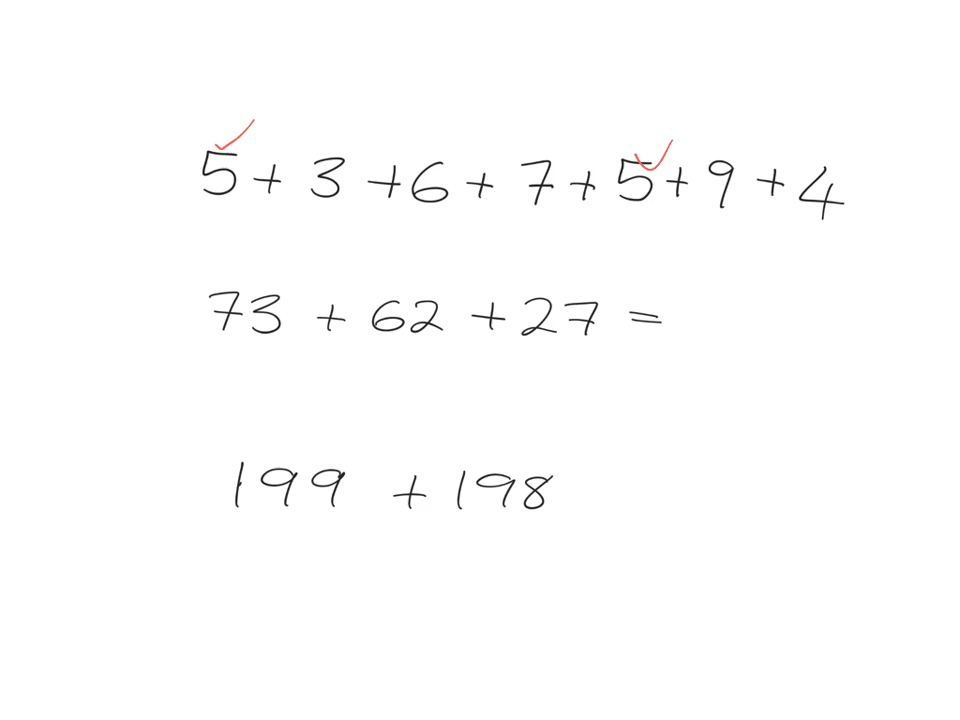 5 + 3 + 6 + 7 + 5 + 9 + 4
73 + 62 + 27 =
199 + 198